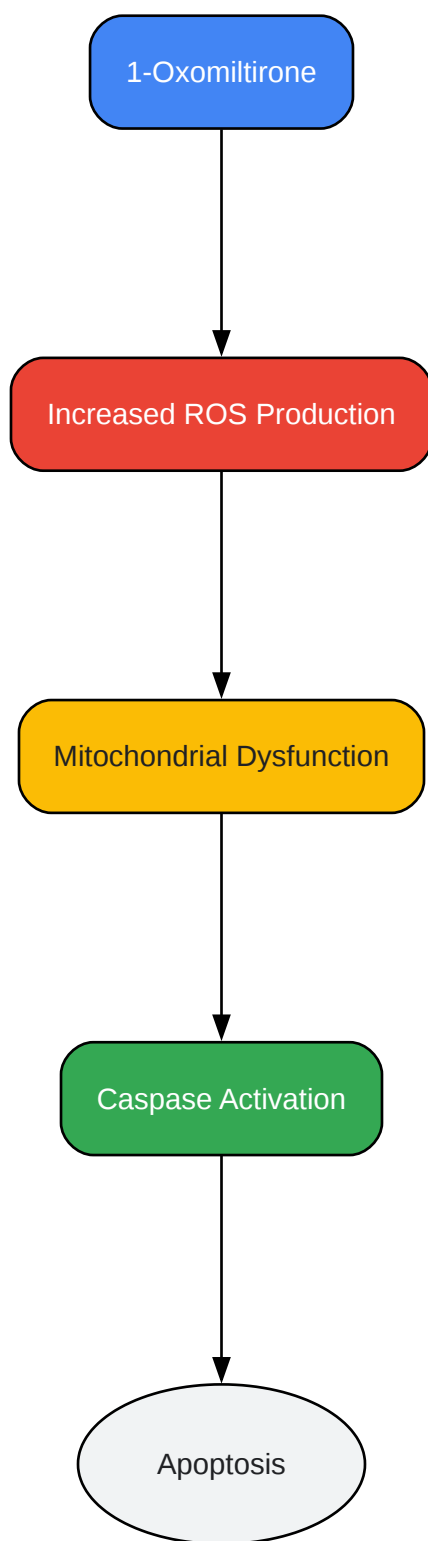 1-Oxomiltirone
Increased ROS Production
Mitochondrial Dysfunction
Caspase Activation
Apoptosis